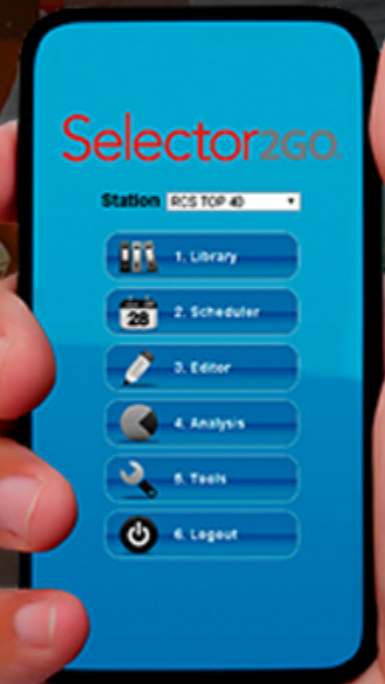 Selector2GO.
Station RCS TOP 40
1. Library
28
2. Scheduler
3. Editor
4. Analysis
5. Tools
6. Logout